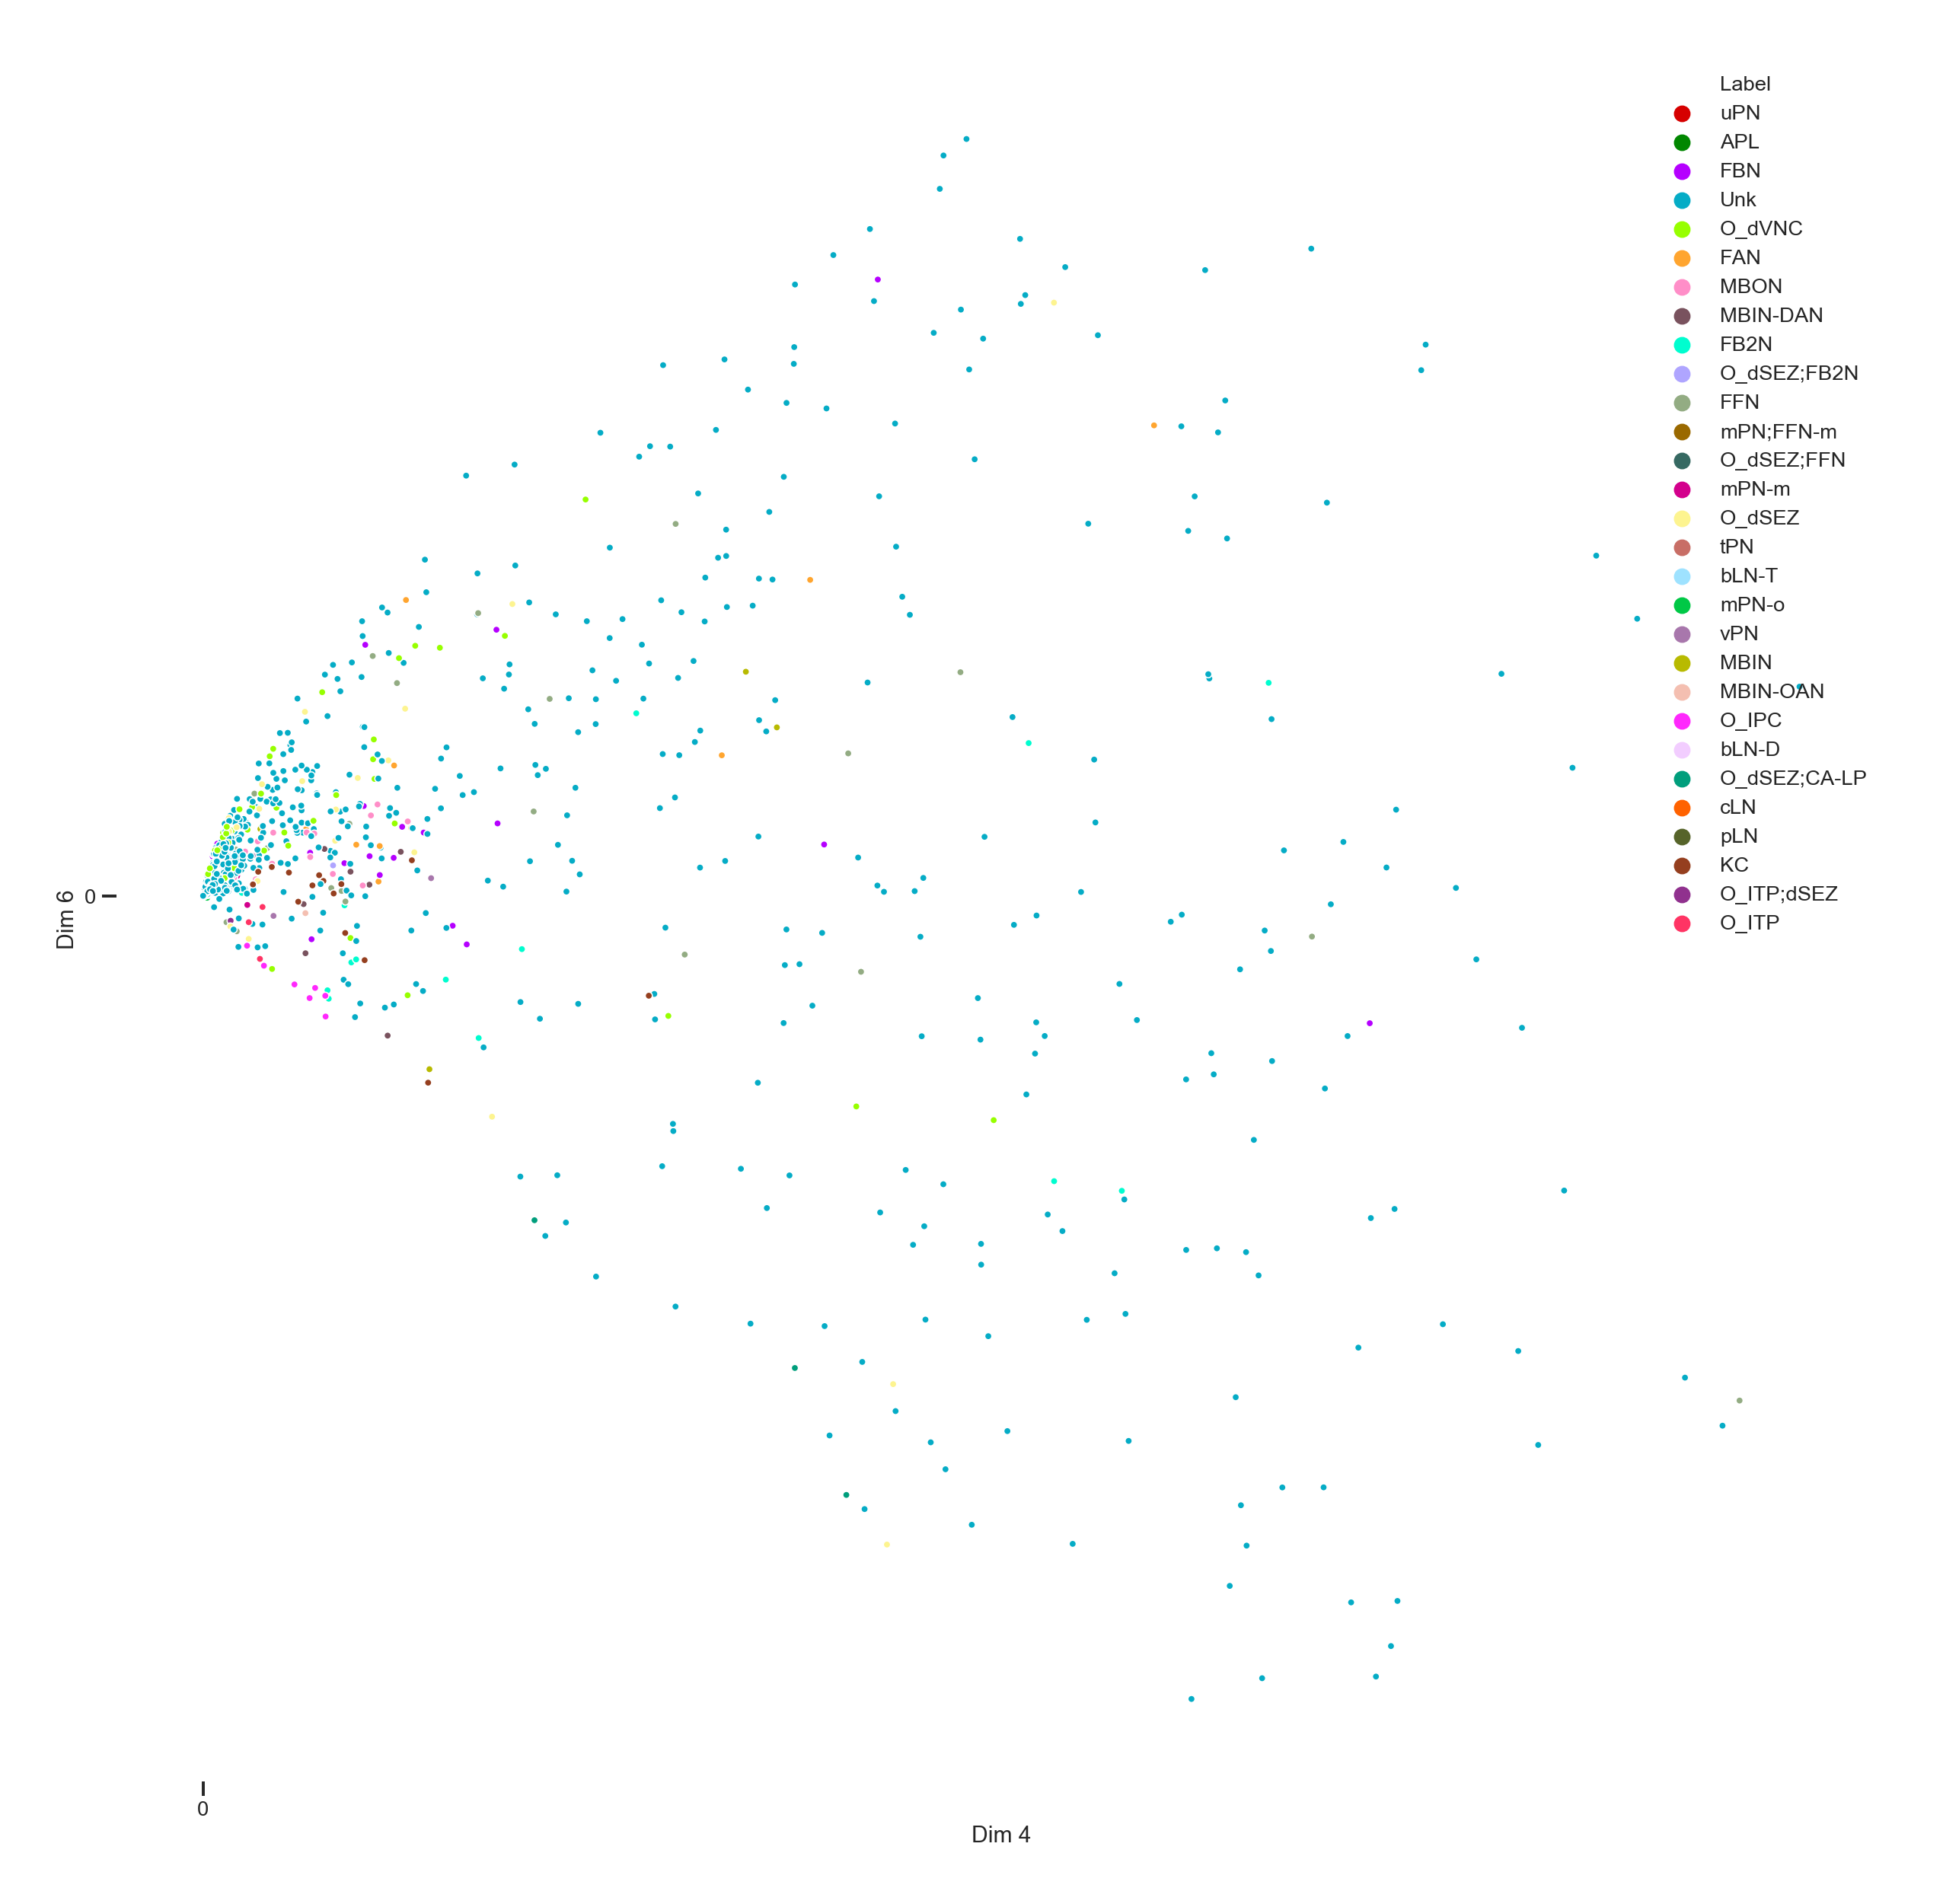 Label
uPN
APL
FBN
Unk
O_dVNC
FAN
MBON
MBIN-DAN
FB2N
O_dSEZ;FB2N
FFN
mPN;FFN-m
O_dSEZ;FFN
mPN-m
O_dSEZ
tPN
bLN-T
mPN-o
vPN
MBIN
MBIN-OAN
O_IPC
bLN-D
O_dSEZ;CA-LP
cLN
pLN
KC
O_ITP;dSEZ
O_ITP
Dim 6
0
0
Dim 4